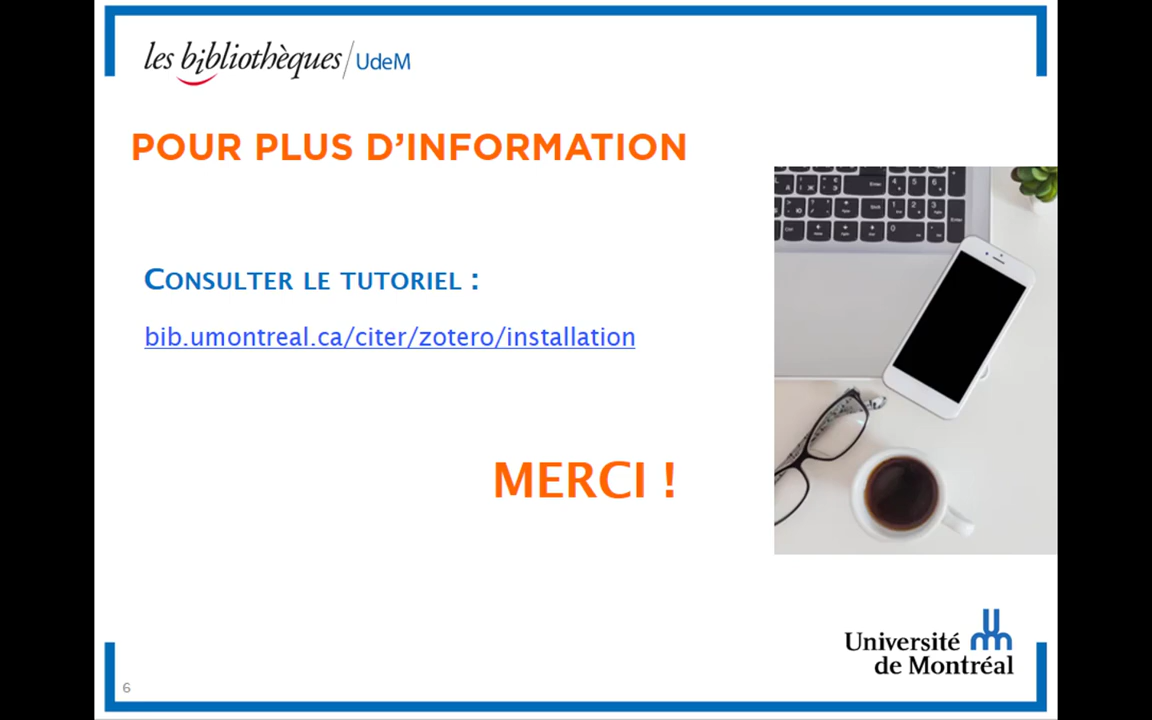 les bibliothèques/UdeM
POUR PLUS D’INFORMATION
CONSULTER LE TUTORIEL :
bib.umontreal.ca/citer/zotero/installation
MERCI !
Université
de Montréal
6